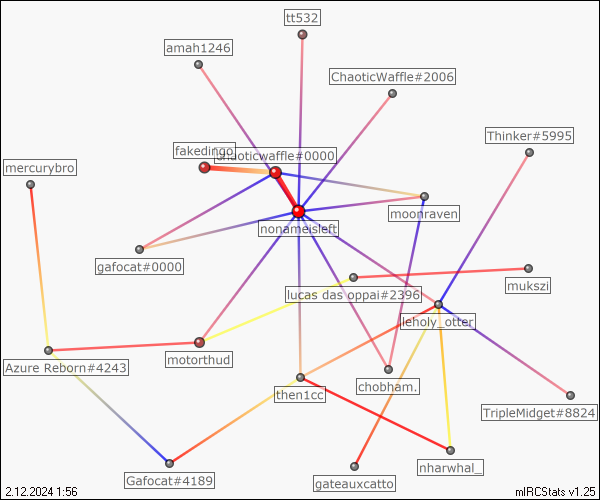 tt532
amah1246
ChaoticWaffle#2006
Thinker#5995
fakedingo
chaoticwaffle#0000
mercurybro
moonraven
nonameisleft
gafocat#0000
lucas das oppai#2396
mukszi
leholy_otter
Azure Reborn#4243
motorthud
then1cc
chobham.
TripleMidget#8824
Gafocat#4189
gateauxcatto
nharwhal_
2.12.2024 1:56
mIRCStats v1.25